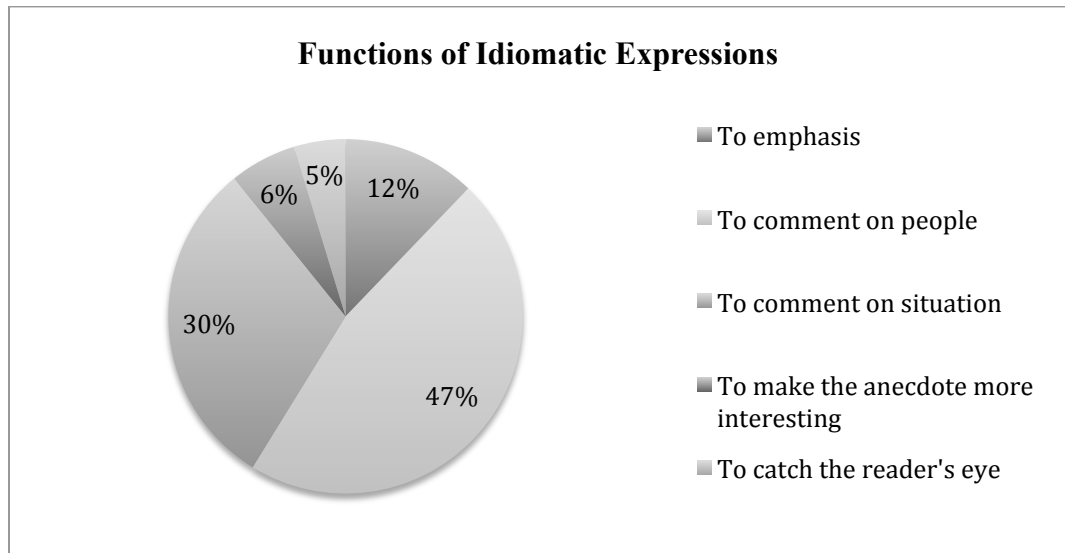 Functions of Idiomatic Expressions
5%
12%
6%
30%
47%
To emphasis
To comment on people
To comment on situation
To make the anecdote more
interesting
To catch the reader's eye